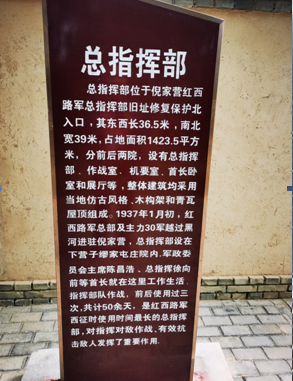 总指挥部
总指挥部位于倪家营红西
路军总指挥部旧址修复保护北
入口，其东西长36.5米，南北
宽39米，占地面积1423.5平方
米，分前后两院，设有总指挥
部、作战室、机要室、首长卧
室和展厅等，整体建筑均采用
当地仿古风格，木构架和青瓦
屋顶组成。1937年1月初，红
西路军总部及主力30军越过黑
河进驻倪家营，总指挥部设在
下营子缪家屯庄院内.军政委
员会主席陈昌浩、总指挥徐向
前等首长就在这里工作生活.
指挥部队作战，前后使用过三
次,共计50余天，是红西路军
西征时使用时间最长的总指挥
部，对指挥对敌作战、有效抗
击敌人发挥了重要作用.